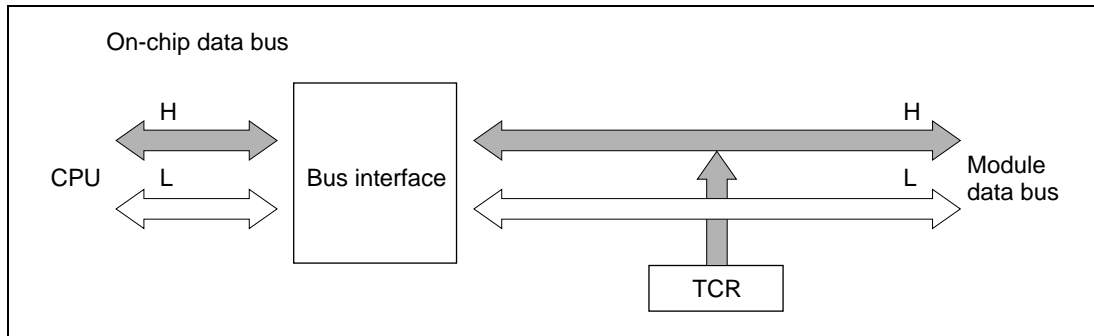 On-chip data bus
H
H
CPU
L
Bus interface
L
Module
data bus
TCR